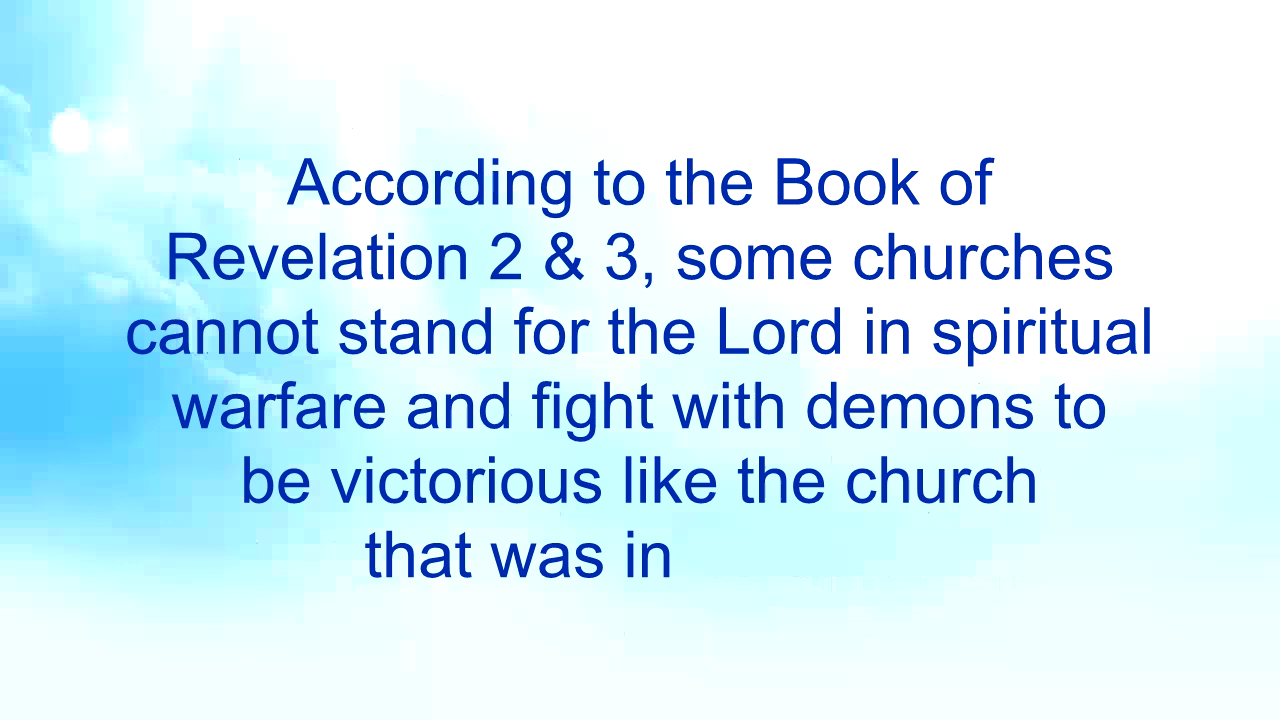 According to the Book of
Revelation 2 & 3, some churches
cannot stand for the Lord in spiritual
warfare and fight with demons to
be victorious like the church
that was in